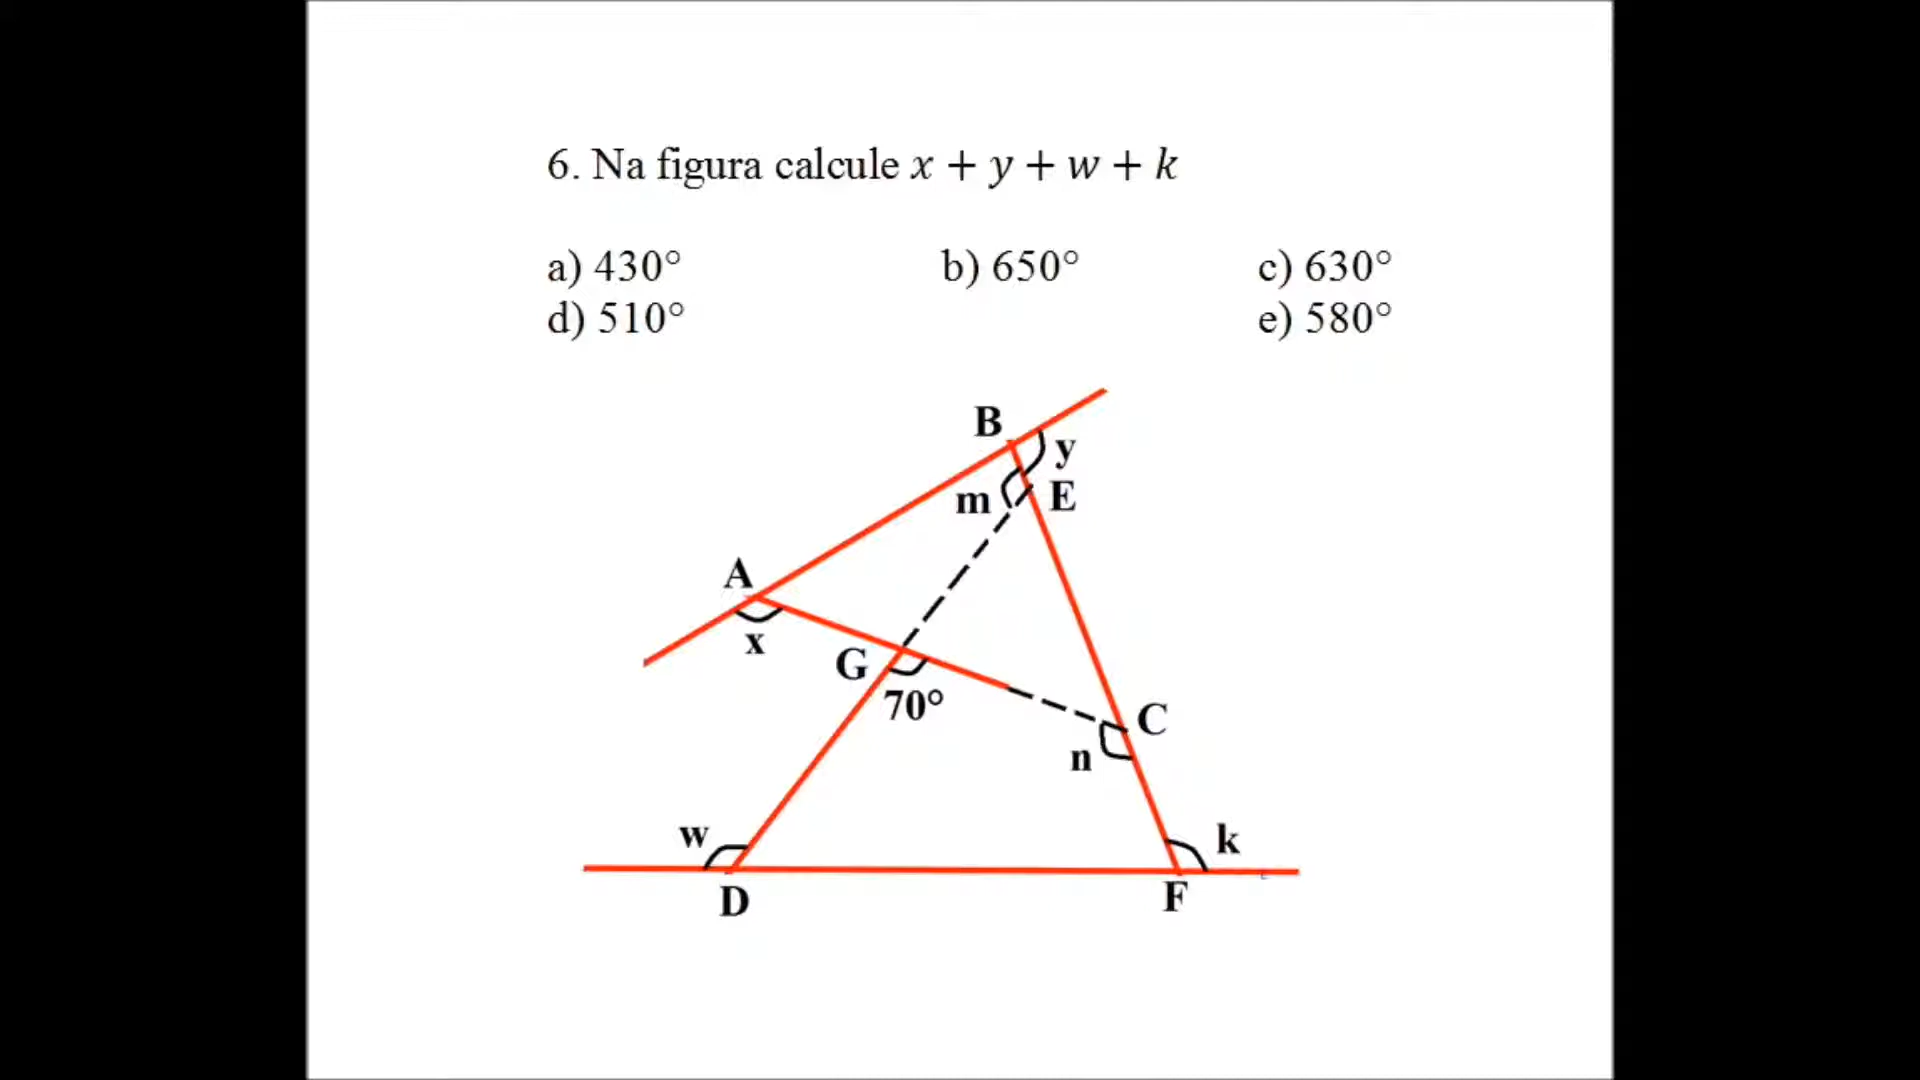 6. Na figura calcule x + y + w + k
a) 430° b) 650° c) 630°
d) 510° e) 580°
B
y
m E
A
x
G
70°
C
n
w
k
D
F